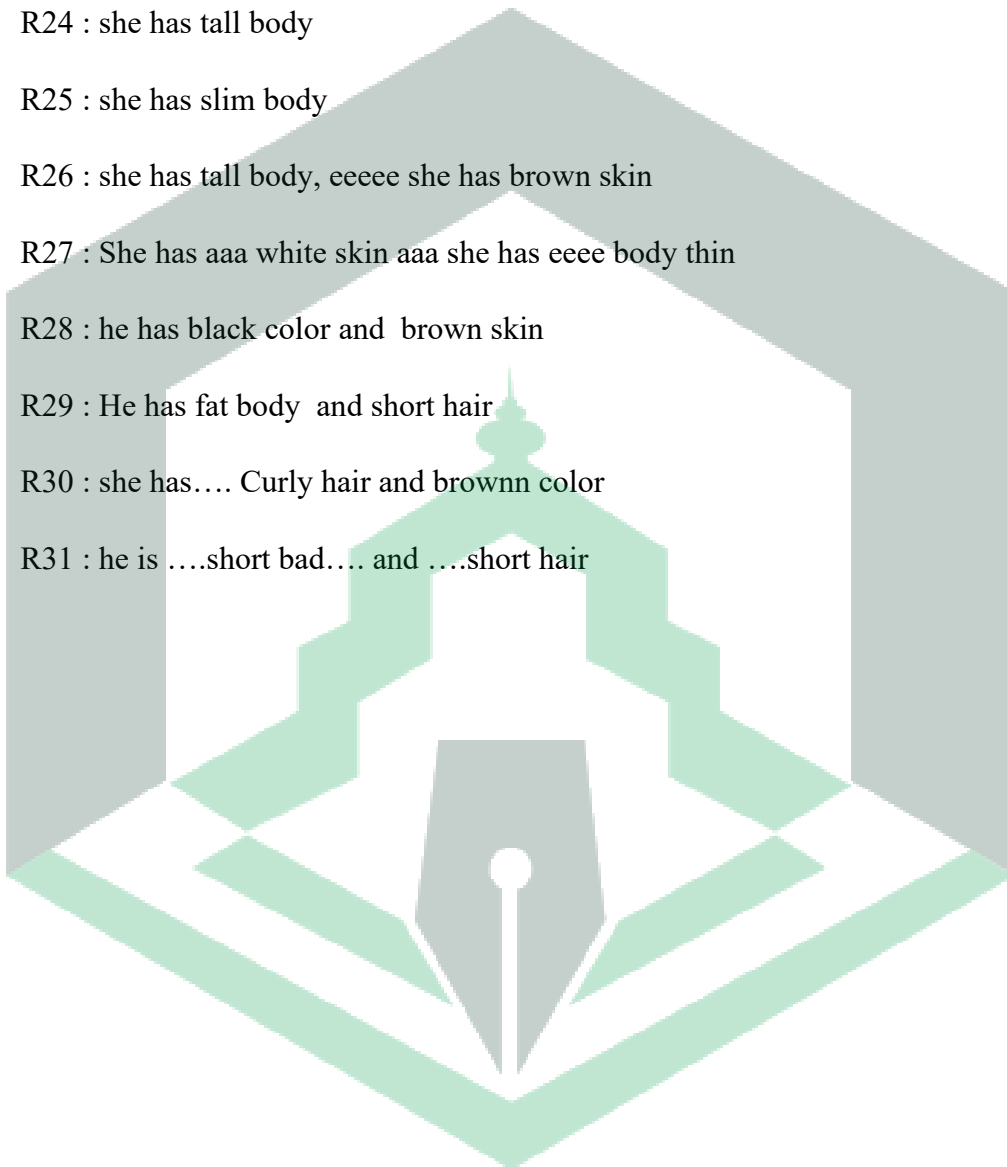 R24 : she has tall body
R25 : she has slim body
R26 : she has tall body, eeeee she has brown skin
R27 : She has aaa white skin aaa she has eeee body thin
R28 : he has black color and  brown skin
R29 : He has fat body  and short hair
R30 : she has…. Curly hair and brownn color
R31 : he is ….short bad…. and ….short hair